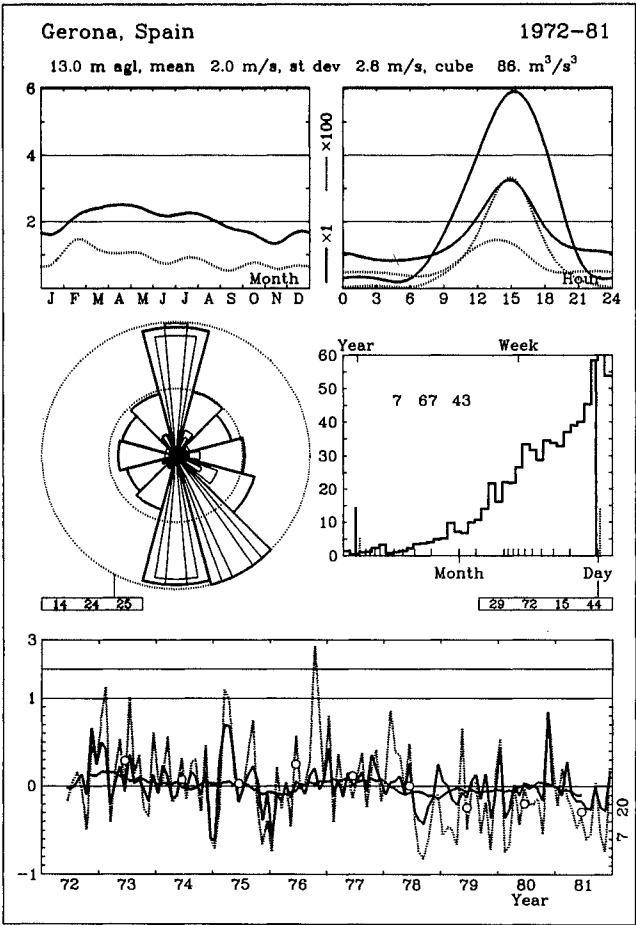 Gerona, Spain 1972-81
13.0 m agl, mean 2.0 m/s, st dev 2.8 m/s, cube 86. m³/s³
6
4
2
J F M A M J J A S O N D
Month
×1 ×100
0 3 6 9 12 15 18 21 24
Hour
Year Week
60
50
40
30
20
10
0
7 67 43
Month Day
14 24 25
29 72 15 44
3
1
0
-1
72 73 74 75 76 77 78 79 80 81
Year
7 20